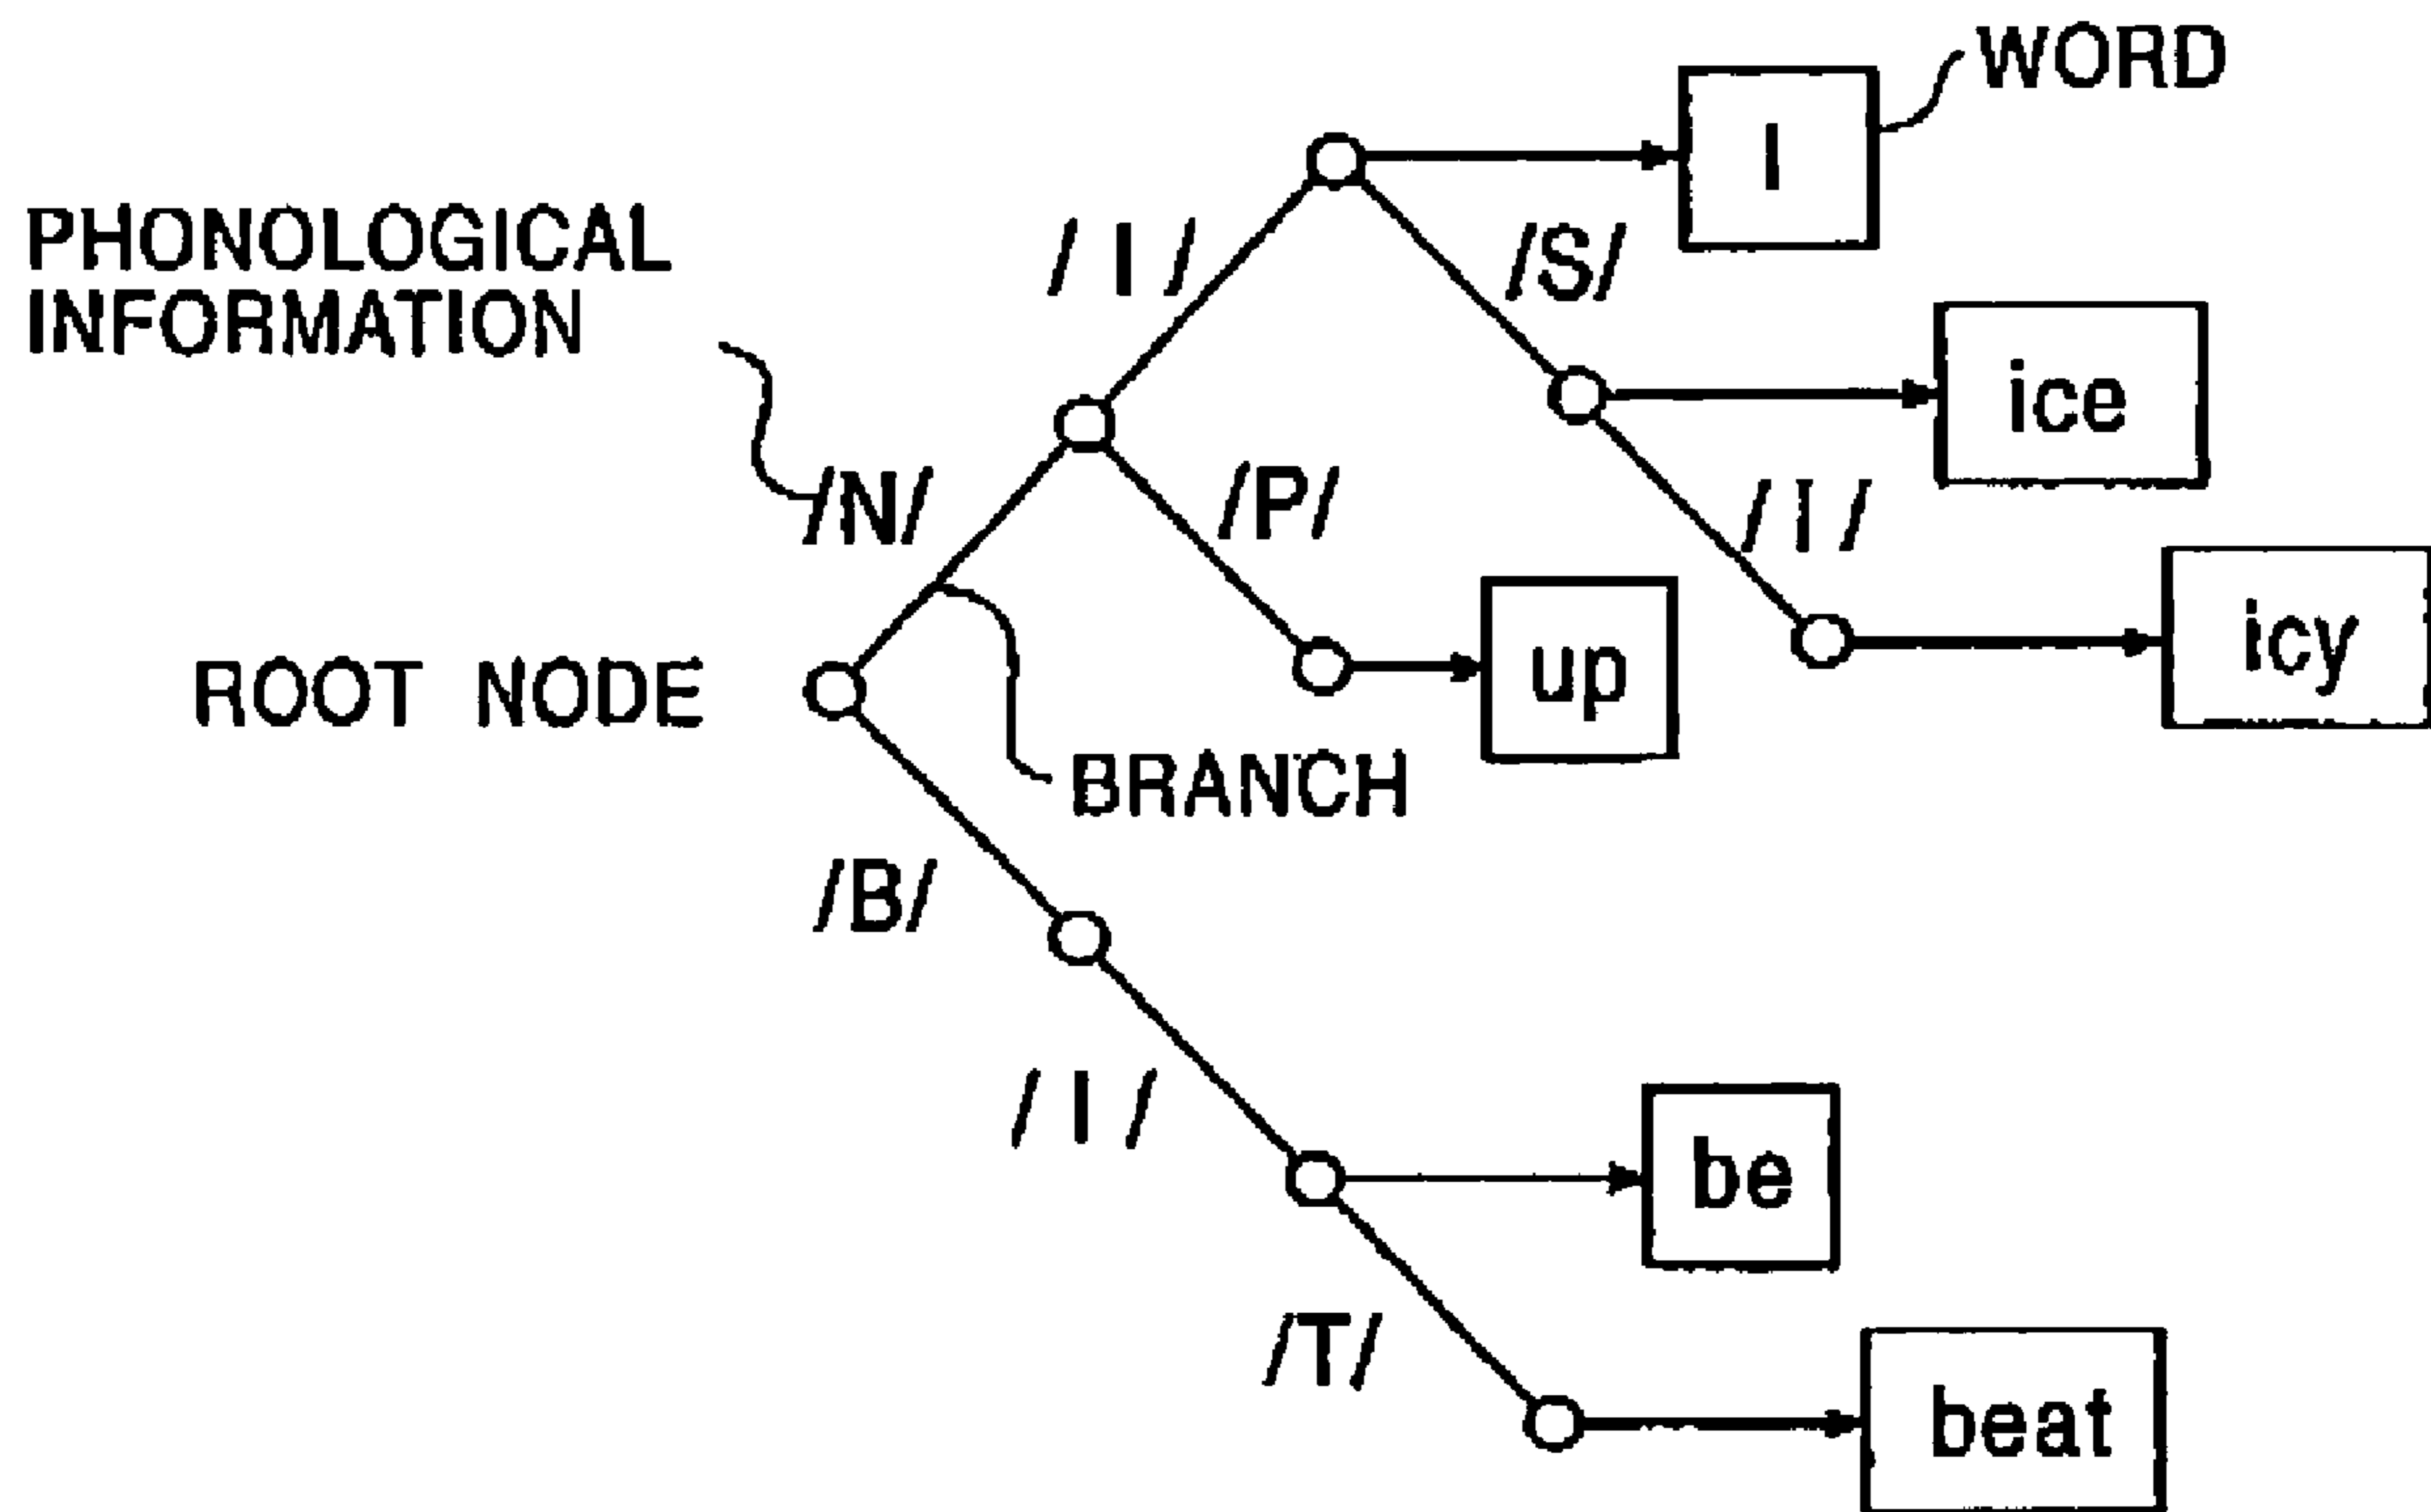 WORD
I
PHONOLOGICAL
INFORMATION
/I/
/S/
ice
/N/
/P/
/I/
icy
up
ROOT NODE
BRANCH
/B/
/I/
be
/T/
beat